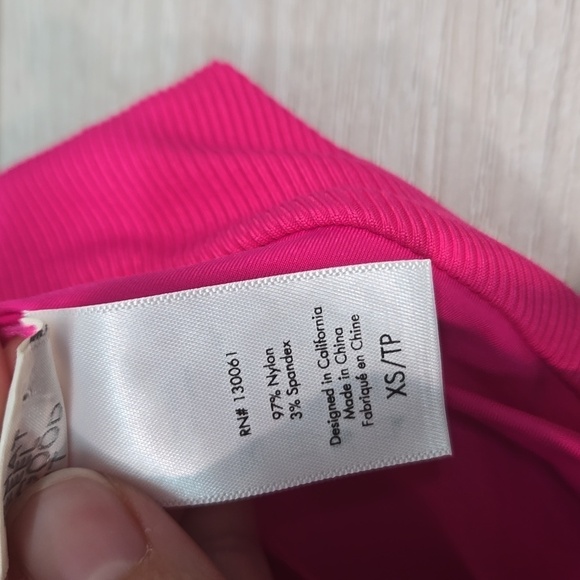 RN# 130061
97% Nylon
3% Spandex
Designed in California
Made in China
Fabriqué en Chine
XS/TP